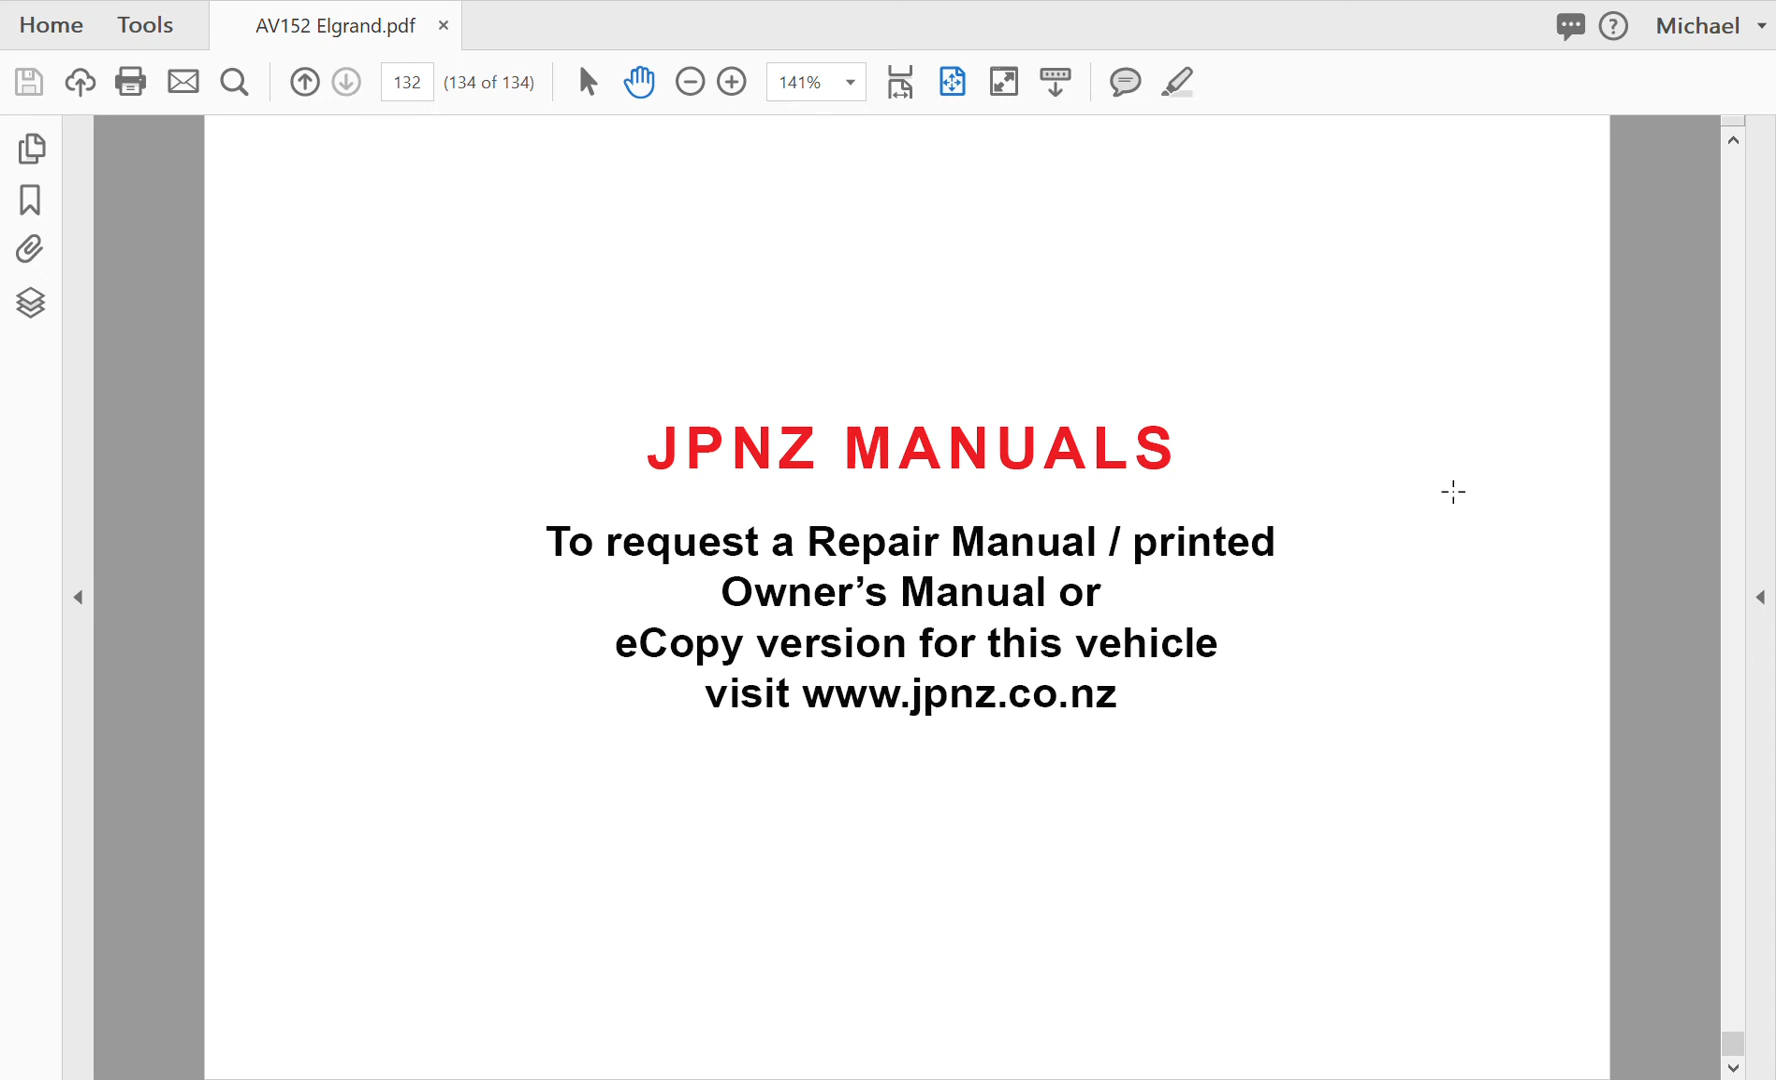 Home Tools AV152 Elgrand.pdf × Michael
132 (134 of 134) 141%
JPNZ MANUALS
To request a Repair Manual / printed
Owner’s Manual or
eCopy version for this vehicle
visit www.jpnz.co.nz